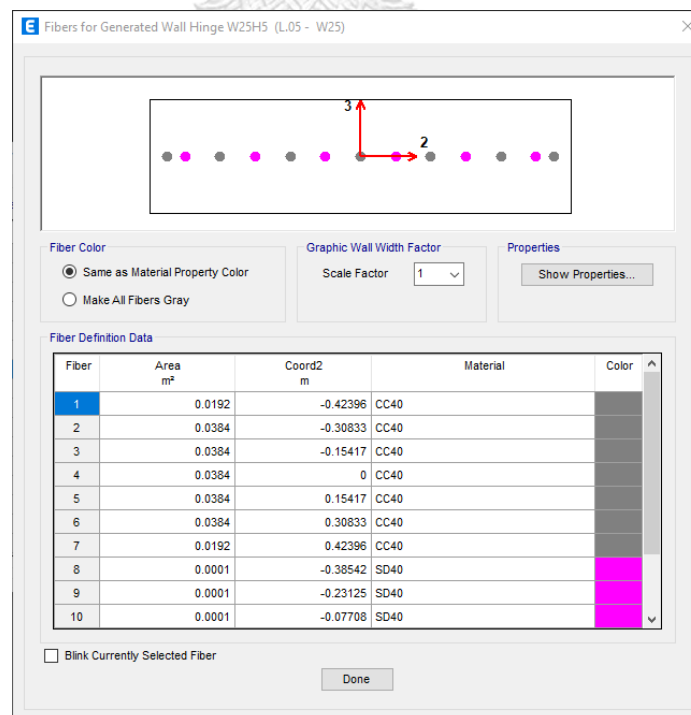 E Fibers for Generated Wall Hinge W25H5 (L.05 - W25)
3
2
Fiber Color
Same as Material Property Color
Make All Fibers Gray
Graphic Wall Width Factor
Scale Factor 1
Properties
Show Properties...
Fiber Definition Data
Fiber Area Coord2 Material Color
m² m
1 0.0192 -0.42396 CC40
2 0.0384 -0.30833 CC40
3 0.0384 -0.15417 CC40
4 0.0384 0 CC40
5 0.0384 0.15417 CC40
6 0.0384 0.30833 CC40
7 0.0192 0.42396 CC40
8 0.0001 -0.38542 SD40
9 0.0001 -0.23125 SD40
10 0.0001 -0.07708 SD40
Blink Currently Selected Fiber
Done